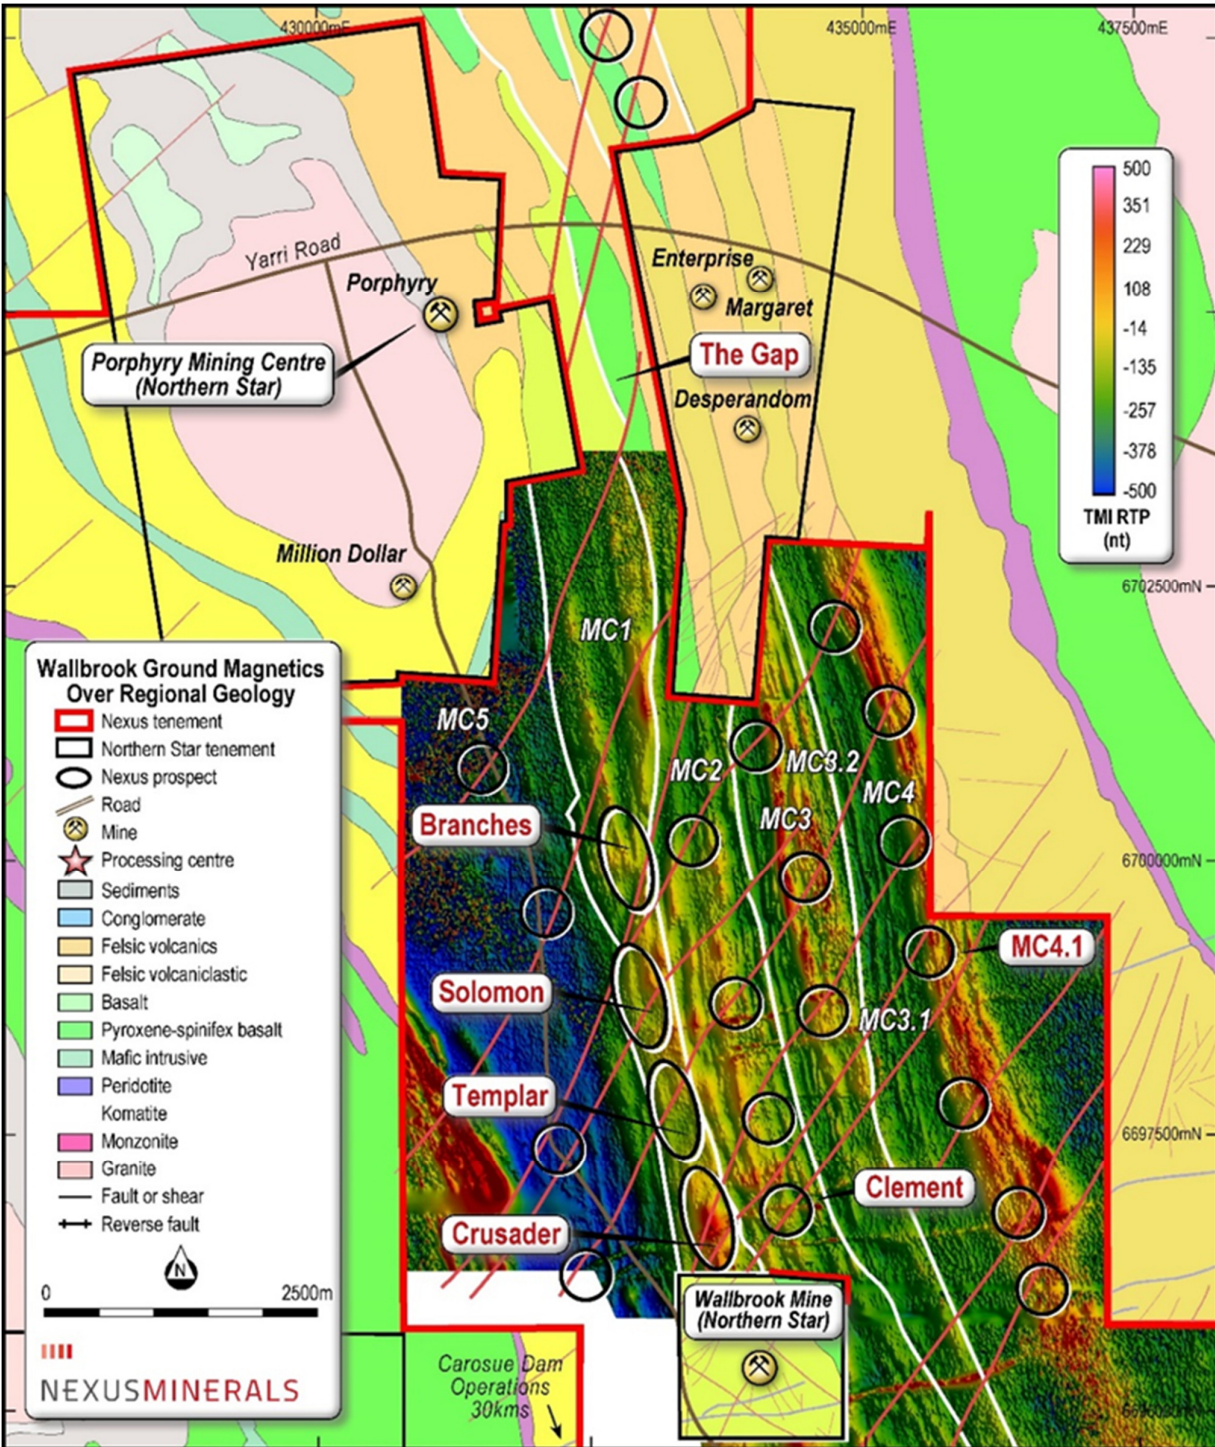 430000mE
435000mE
437500mE
500
351
229
108
-14
-135
-257
-378
-500
TMI RTP
(nt)
Yarri Road
Enterprise
Porphyry
Margaret
The Gap
Porphyry Mining Centre
(Northern Star)
Desperandom
Million Dollar
6702500mN
MC1
MC5
MC2
MC3.2
MC4
MC3
Branches
6700000mN
MC4.1
Solomon
MC3.1
Templar
6697500mN
Clement
Crusader
Wallbrook Mine
(Northern Star)
Carosue Dam
Operations
30kms
Wallbrook Ground Magnetics
Over Regional Geology
Nexus tenement
Northern Star tenement
Nexus prospect
Road
Mine
Processing centre
Sediments
Conglomerate
Felsic volcanics
Felsic volcaniclastic
Basalt
Pyroxene-spinifex basalt
Mafic intrusive
Peridotite
Komatite
Monzonite
Granite
Fault or shear
Reverse fault
N
0 2500m
NEXUSMINERALS